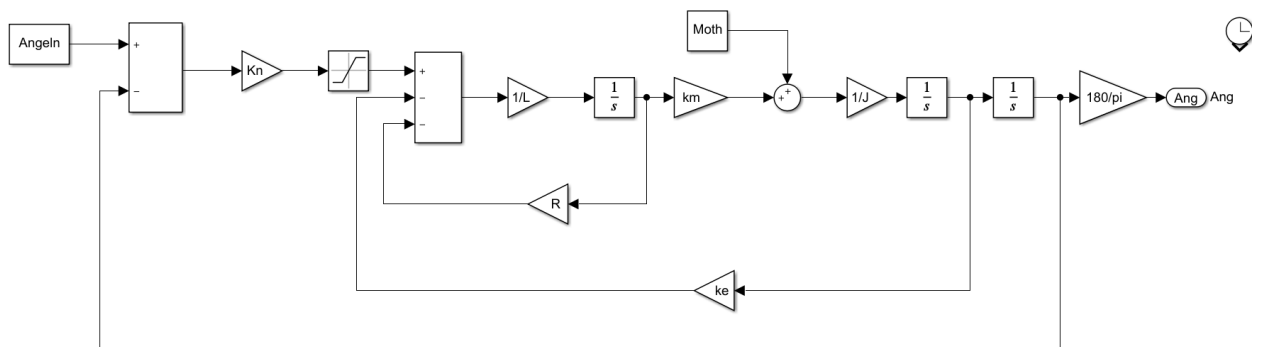 AngeIn
+
−
Kn
+
−
−
1/L
1
s
km
Moth
+
+
1/J
1
s
1
s
180/pi
Ang
Ang
R
ke